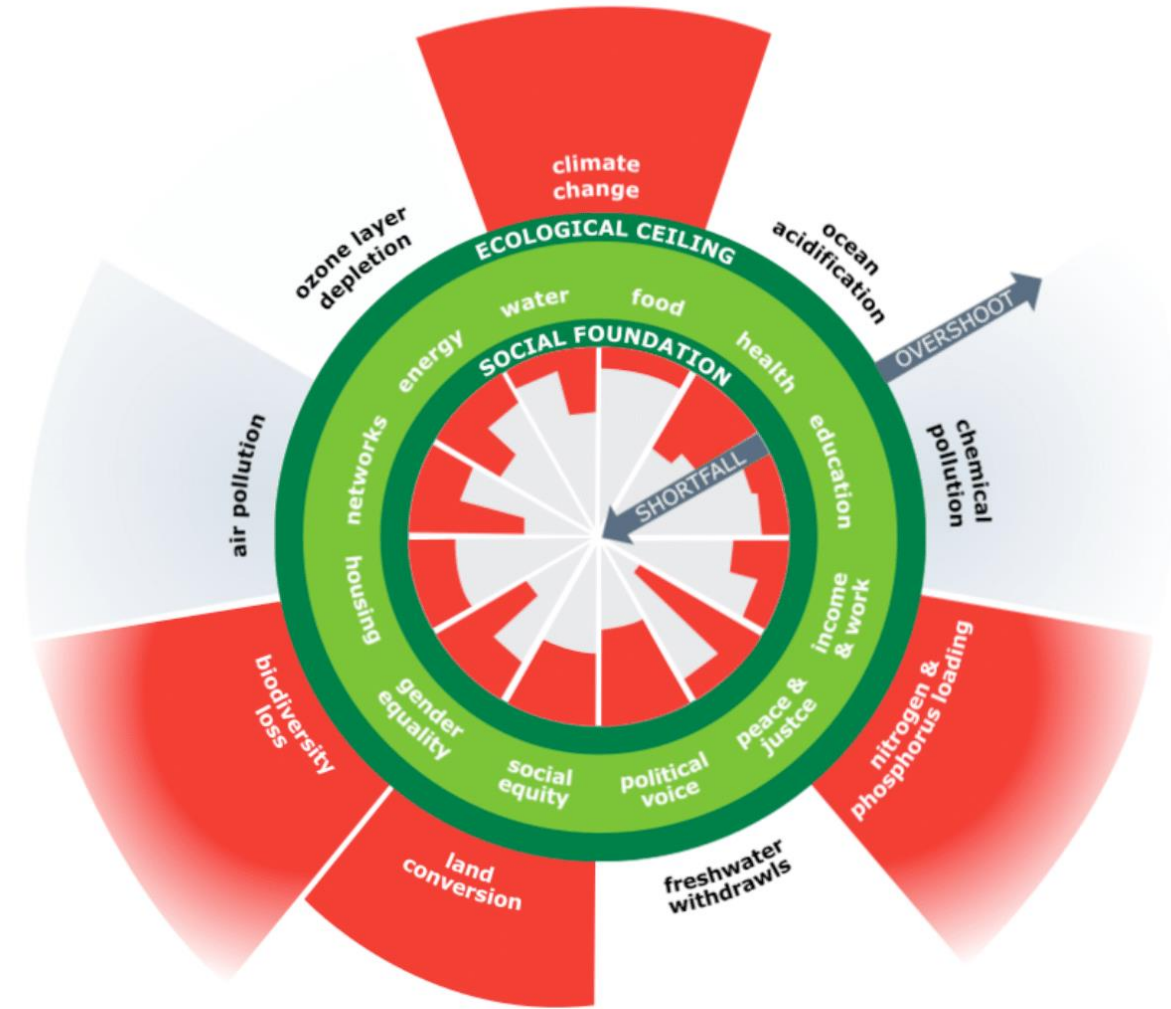 climate
change
ECOLOGICAL CEILING
ozone layer
depletion
ocean
acidification
OVERSHOOT
water
food
energy
health
SOCIAL FOUNDATION
networks
education
SHORTFALL
air pollution
chemical
pollution
housing
income
& work
biodiversity
loss
gender
equality
peace &
justce
nitrogen &
phosphorus loading
social
equity
political
voice
land
conversion
freshwater
withdrawls